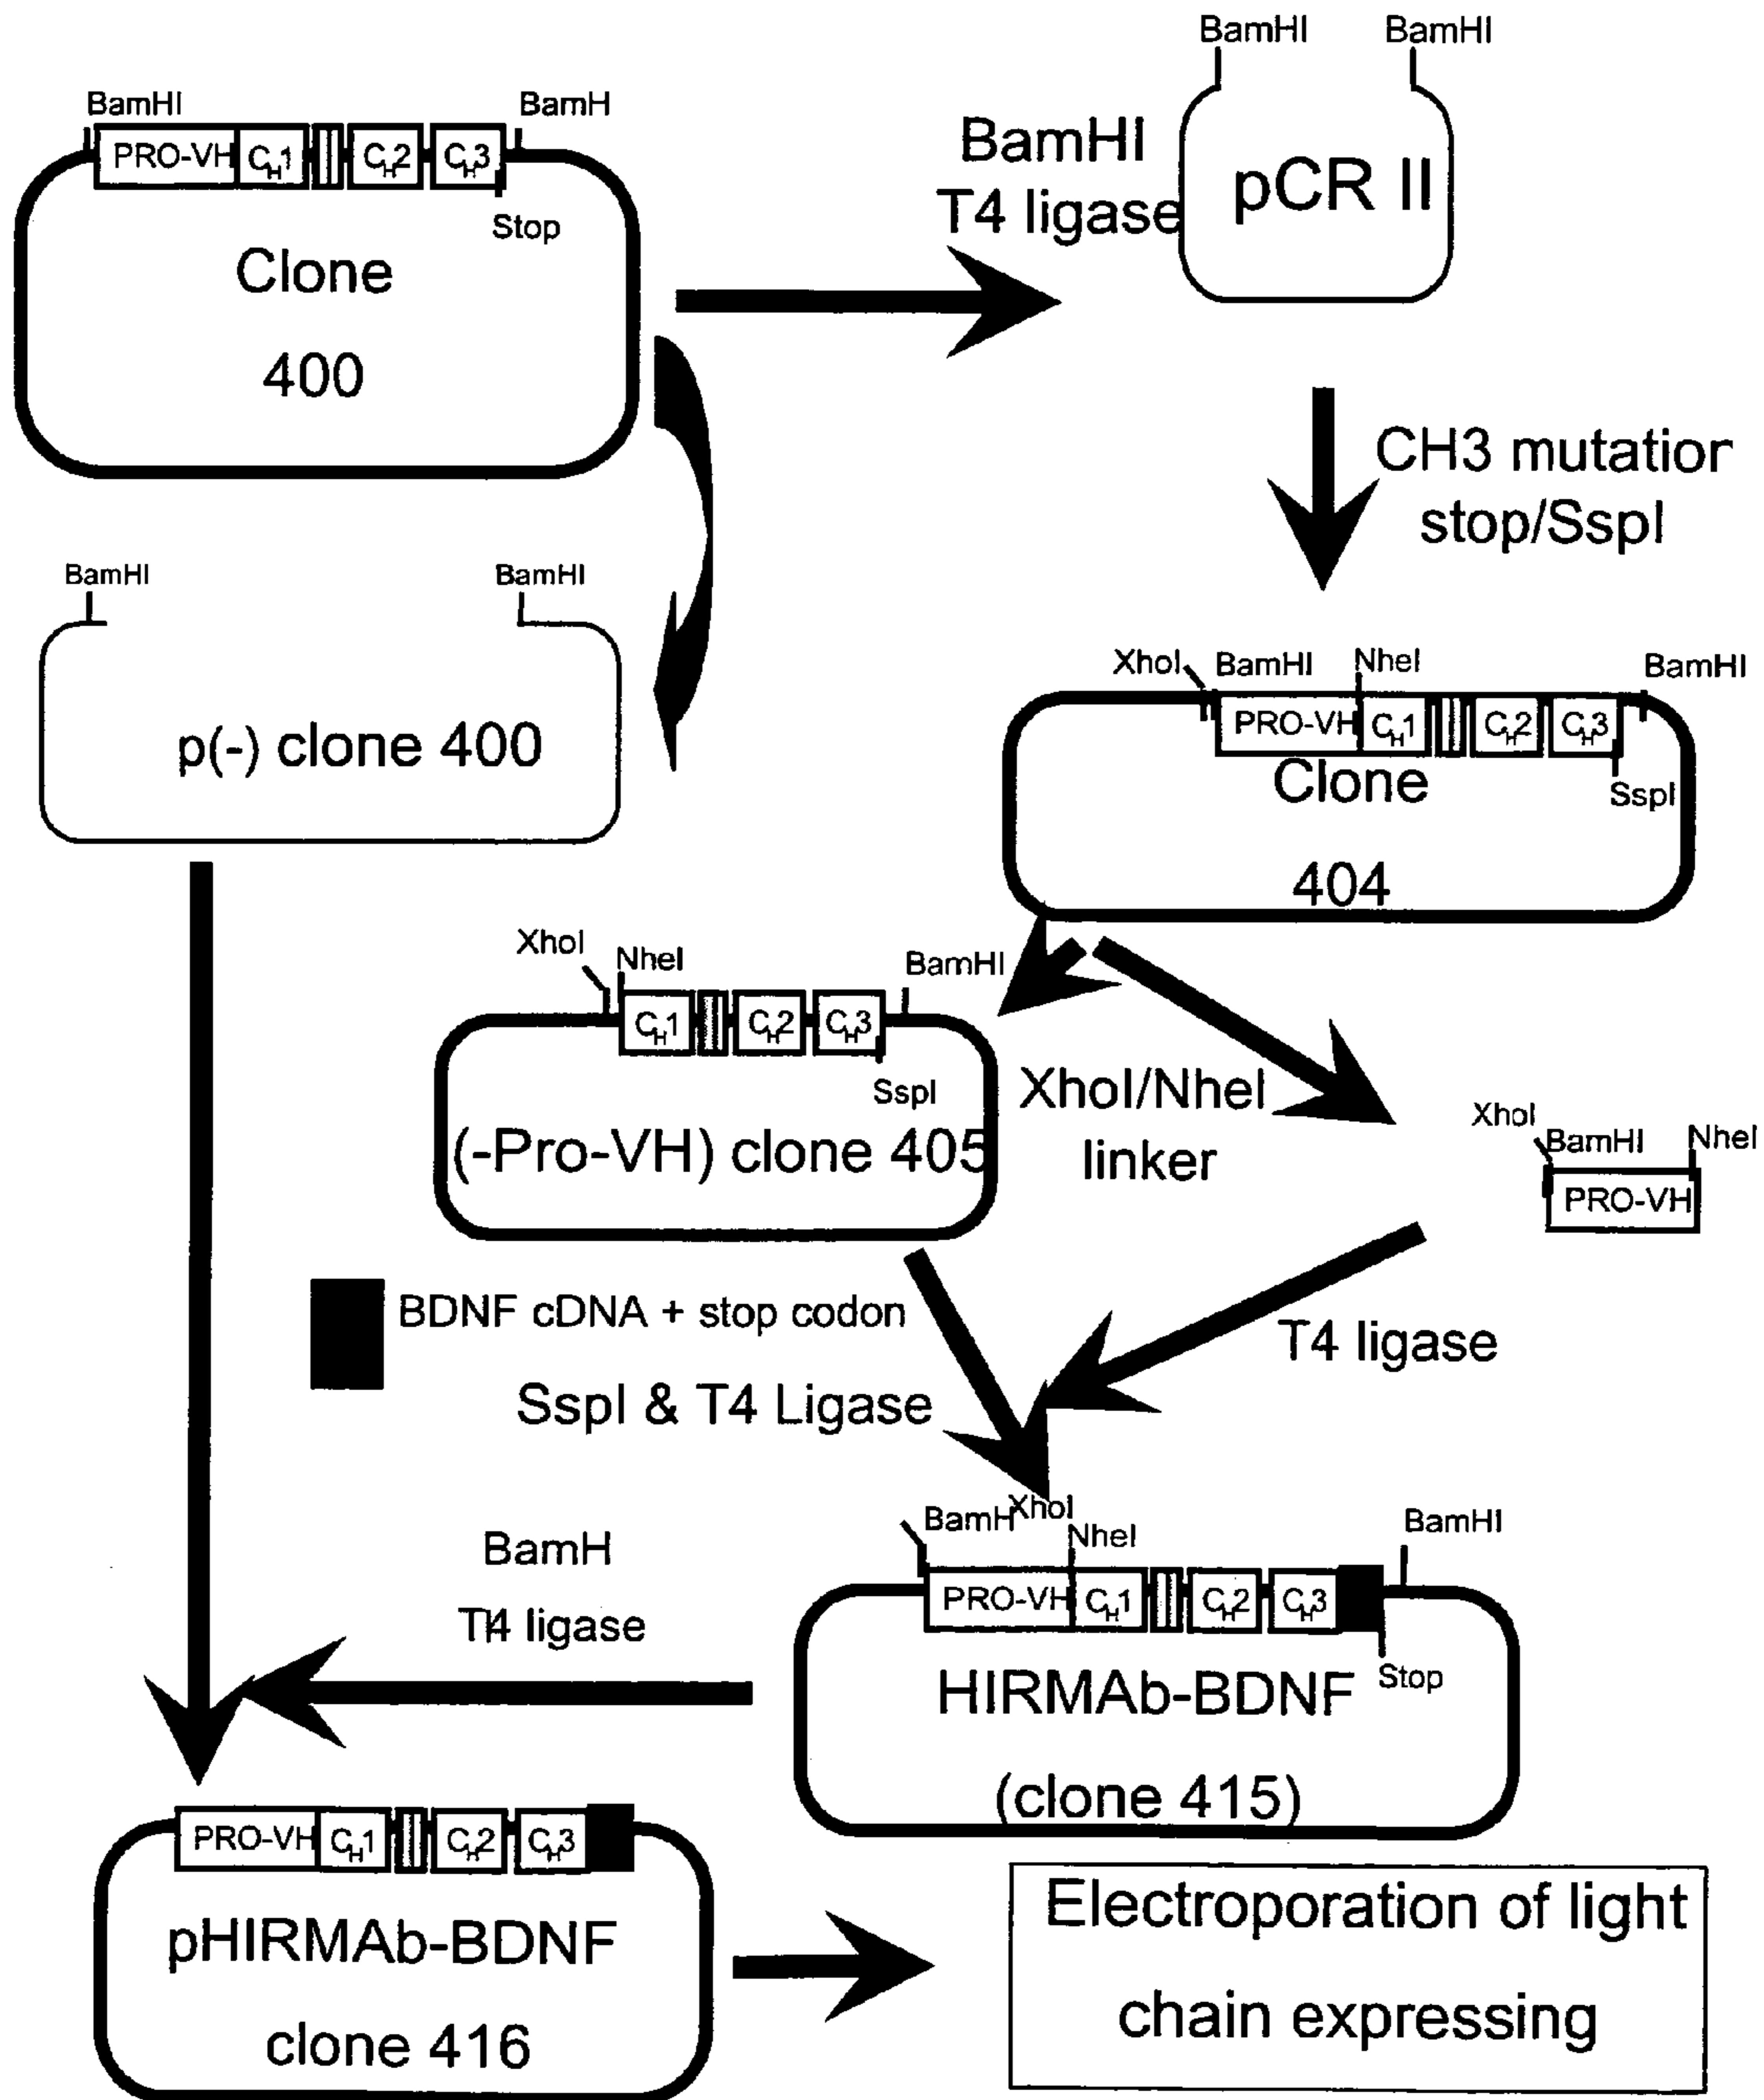 BamHI BamHI
BamHI BamH
PRO-VH CH1 CH2 CH3
Stop
Clone
400
BamHI
T4 ligase
pCR II
CH3 mutation
stop/SspI
BamHI BamHI
p(-) clone 400
XhoI BamHI NheI BamHI
PRO-VH CH1 CH2 CH3
SspI
Clone
404
XhoI NheI BamHI
CH1 CH2 CH3
SspI
(-Pro-VH) clone 405
XhoI/NheI
linker
XhoI BamHI NheI
PRO-VH
BDNF cDNA + stop codon
SspI & T4 Ligase
T4 ligase
BamH XhoI NheI BamHI
PRO-VH CH1 CH2 CH3
Stop
HIRMAb-BDNF
(clone 415)
BamH
T4 ligase
PRO-VH CH1 CH2 CH3
pHIRMAb-BDNF
clone 416
Electroporation of light
chain expressing